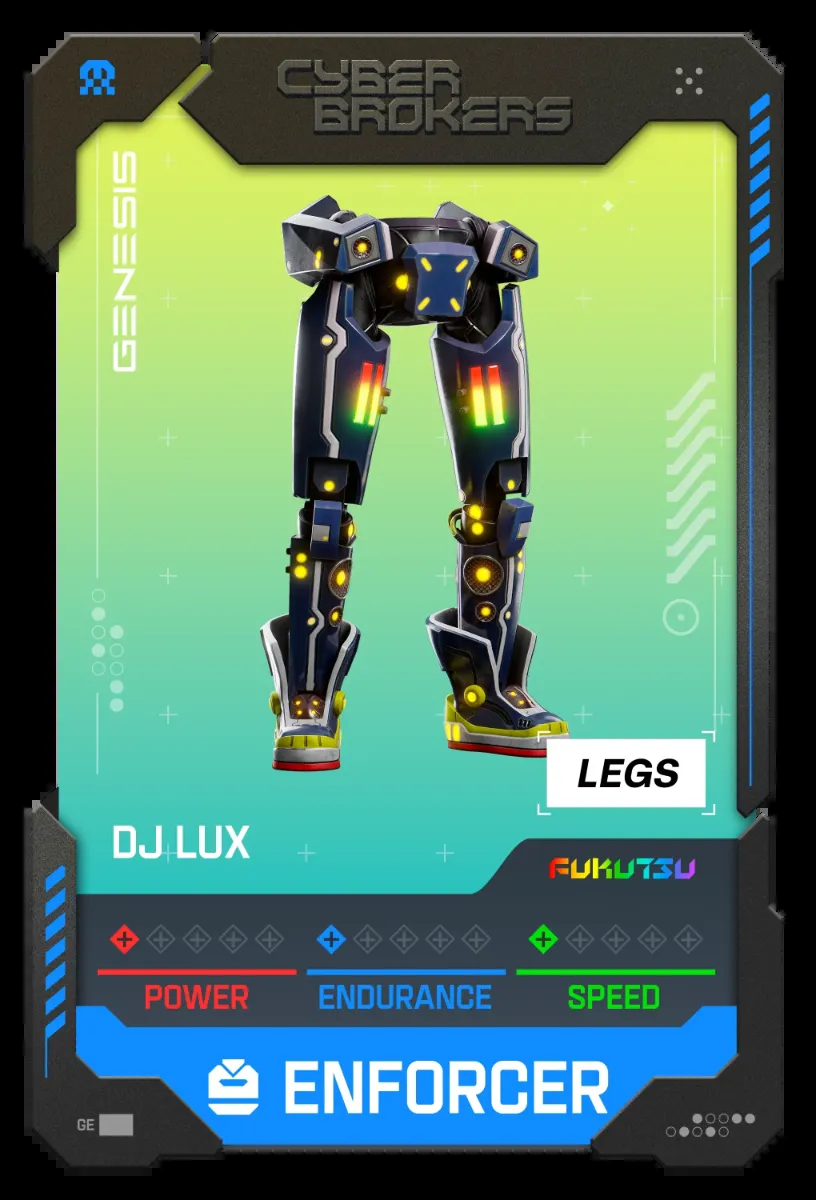 CYBER
BROKERS
GENESIS
LEGS
DJ LUX
FUKUTSU
POWER
ENDURANCE
SPEED
ENFORCER
GE